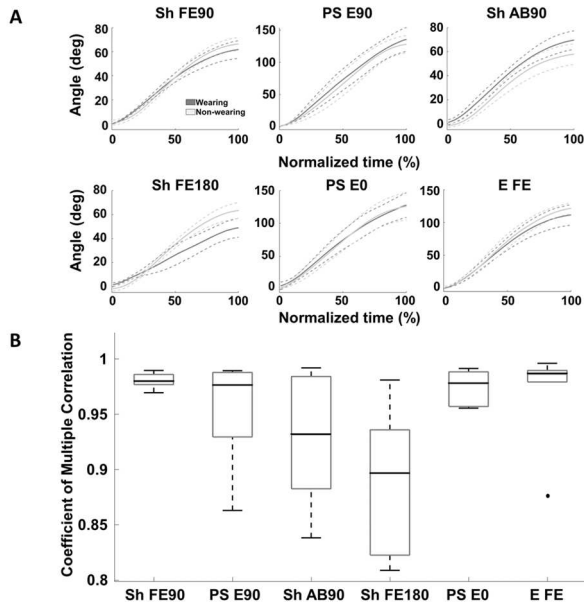 A
Sh FE90
PS E90
Sh AB90
Angle (deg)
80
60
40
20
0
0
50
100
Wearing
Non-wearing
150
100
50
0
0
50
100
80
60
40
20
0
0
50
100
Normalized time (%)
Normalized time (%)
Sh FE180
PS E0
E FE
Angle (deg)
80
60
40
20
0
0
50
100
150
100
50
0
0
50
100
150
100
50
0
0
50
100
Normalized time (%)
B
Coefficient of Multiple Correlation
1
0.95
0.9
0.85
0.8
Sh FE90
PS E90
Sh AB90
Sh FE180
PS E0
E FE